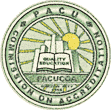 PACU
COMMISSION ON ACCREDITATION
QUALITY
EDUCATION
PACUCOA